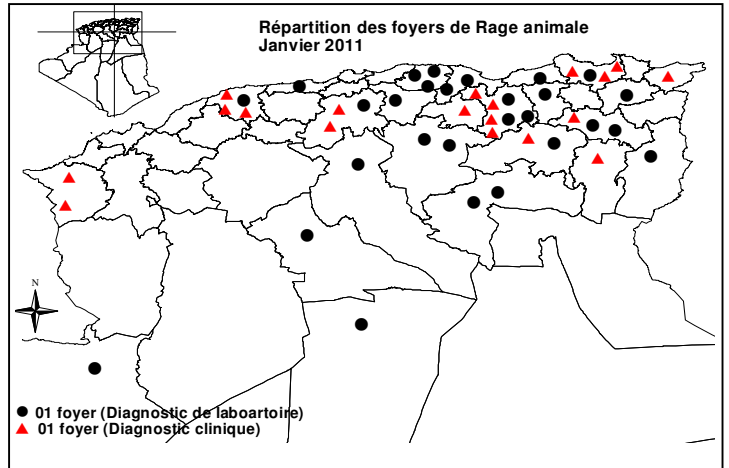 Répartition des foyers de Rage animale
Janvier 2011
N
01 foyer (Diagnostic de laboartoire)
01 foyer (Diagnostic clinique)